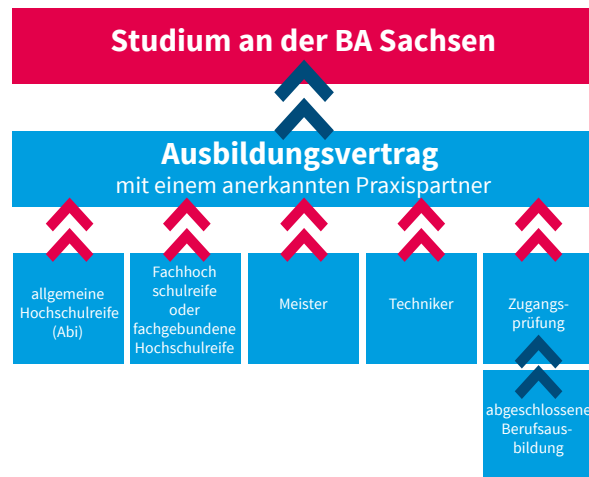 Studium an der BA Sachsen
Ausbildungsvertrag
mit einem anerkannten Praxispartner
allgemeine
Hochschulreife
(Abi)
Fachhoch
schulreife
oder
fachgebundene
Hochschulreife
Meister
Techniker
Zugangs-
prüfung
abgeschlossene
Berufsaus-
bildung